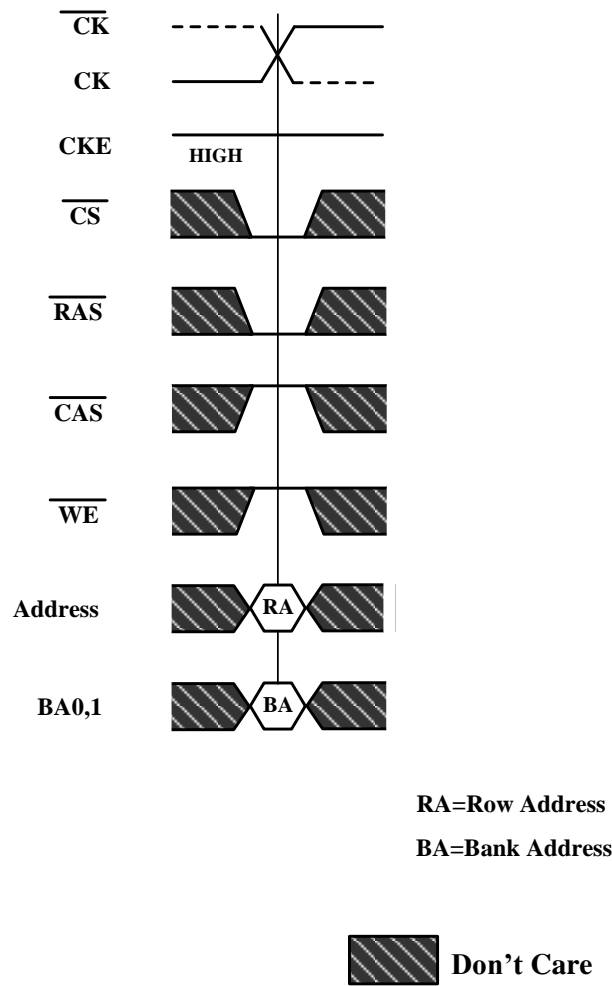 CK
CK
CKE
HIGH
CS
RAS
CAS
WE
Address
RA
BA0,1
BA
RA=Row Address
BA=Bank Address
Don't Care